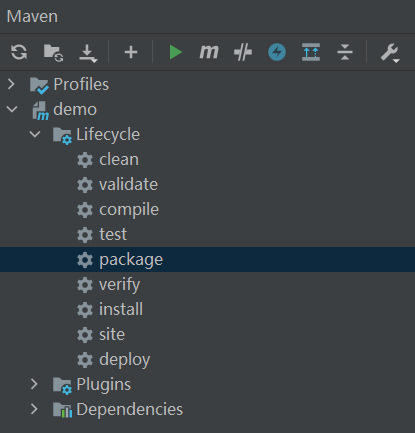 Maven
m
Profiles
demo
Lifecycle
clean
validate
compile
test
package
verify
install
site
deploy
Plugins
Dependencies